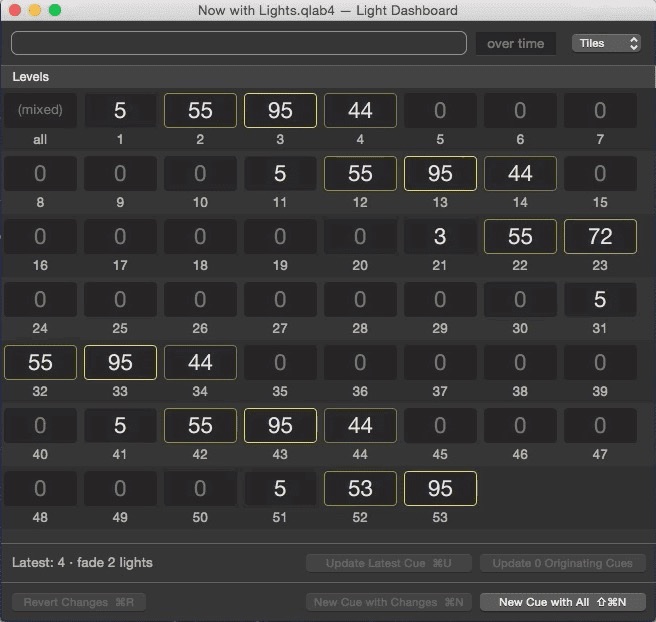 Now with Lights.qlab4 — Light Dashboard
over time Tiles
Levels
(mixed) 5 55 95 44 0 0 0
all 1 2 3 4 5 6 7
0 0 0 5 55 95 44 0
8 9 10 11 12 13 14 15
0 0 0 0 0 3 55 72
16 17 18 19 20 21 22 23
0 0 0 0 0 0 0 5
24 25 26 27 28 29 30 31
55 95 44 0 0 0 0 0
32 33 34 35 36 37 38 39
0 5 55 95 44 0 0 0
40 41 42 43 44 45 46 47
0 0 0 5 53 95
48 49 50 51 52 53
Latest: 4 · fade 2 lights Update Latest Cue ⌘U Update 0 Originating Cues
Revert Changes ⌘R New Cue with Changes ⌘N New Cue with All ⇧⌘N